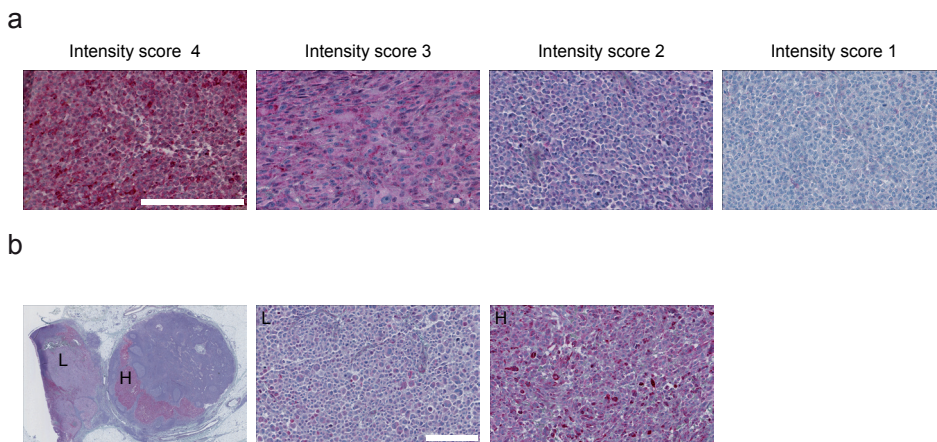 a
Intensity score 4
Intensity score 3
Intensity score 2
Intensity score 1
b
L
H
L
H